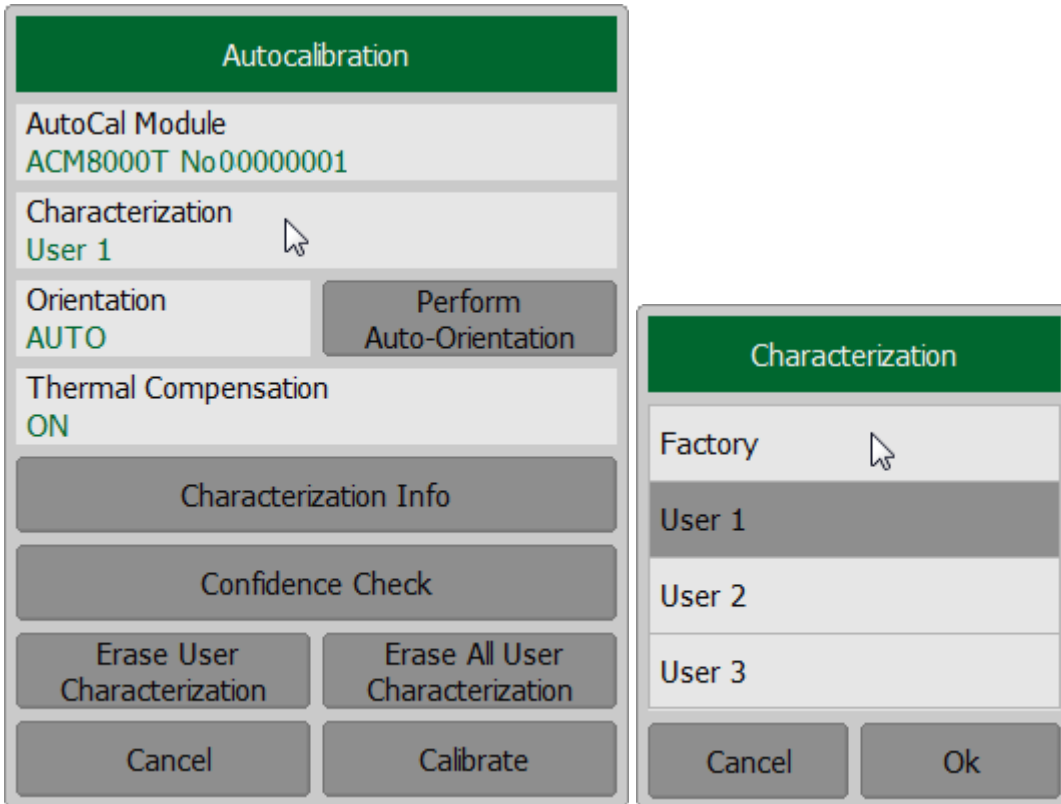 Autocalibration
AutoCal Module
ACM8000T No00000001
Characterization
User 1
Orientation
AUTO
Perform
Auto-Orientation
Thermal Compensation
ON
Characterization Info
Confidence Check
Erase User
Characterization
Erase All User
Characterization
Cancel
Calibrate
Characterization
Factory
User 1
User 2
User 3
Cancel
Ok